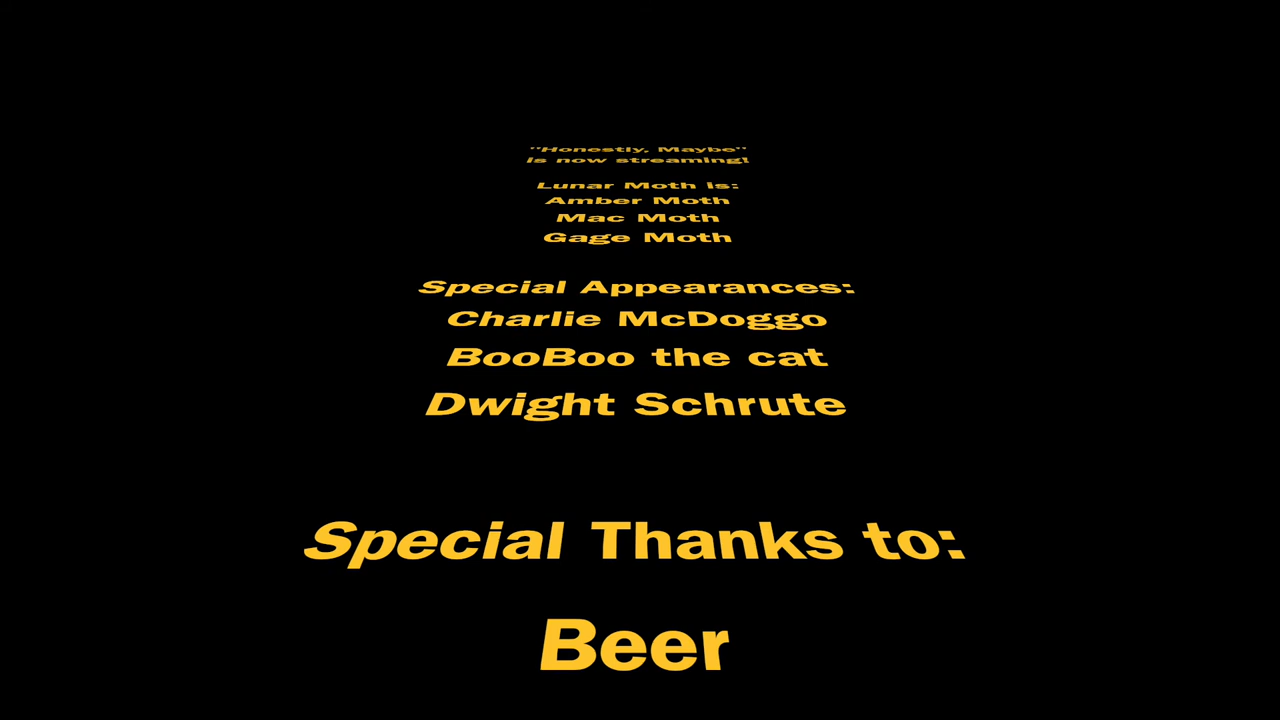 "Honestly, Maybe"
is now streaming!
Lunar Moth is:
Amber Moth
Mac Moth
Gage Moth
Special Appearances:
Charlie McDoggo
BooBoo the cat
Dwight Schrute
Special Thanks to:
Beer